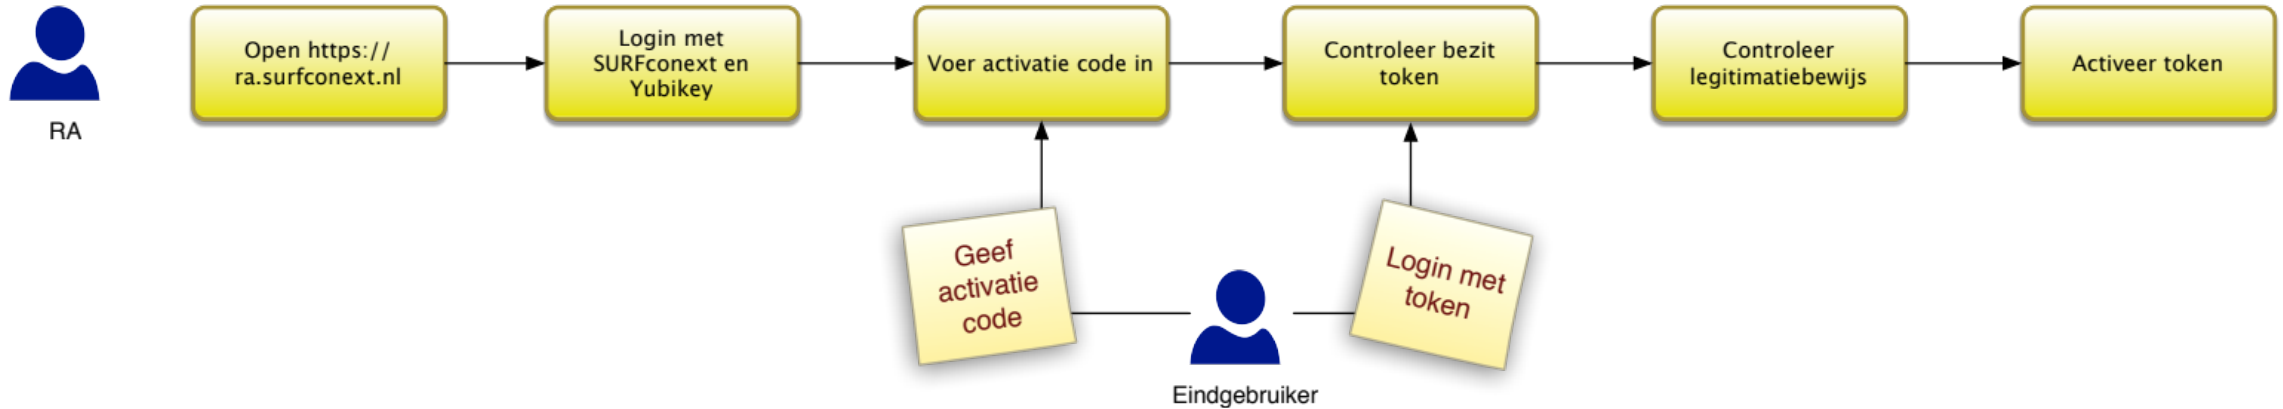 RA
Open https://
ra.surfconext.nl
Login met
SURFconext en
Yubikey
Voer activatie code in
Controleer bezit
token
Controleer
legitimatiebewijs
Activeer token
Geef
activatie
code
Login met
token
Eindgebruiker